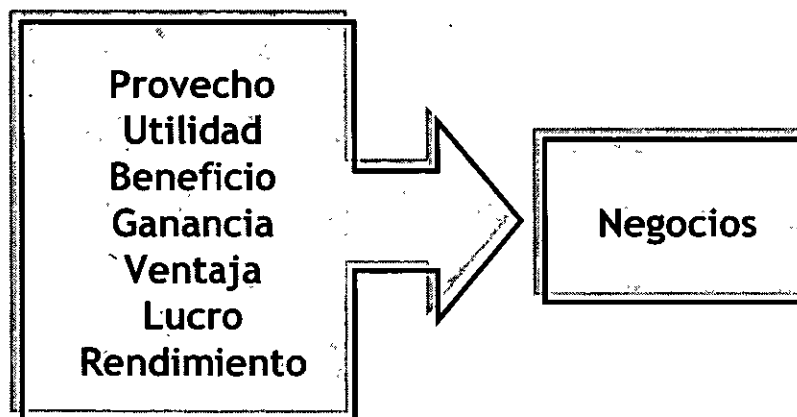 Provecho
Utilidad
Beneficio
Ganancia
Ventaja
Lucro
Rendimiento
Negocios